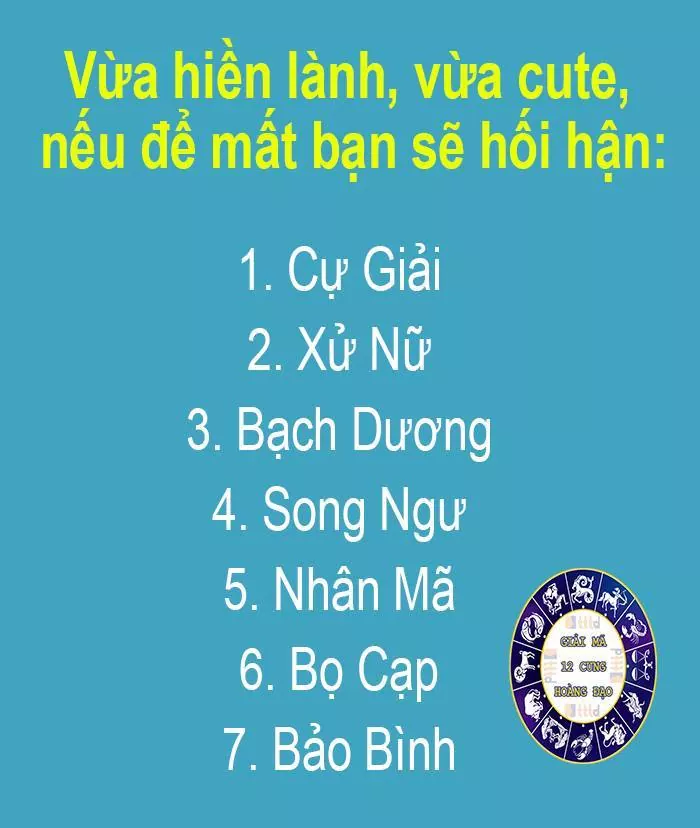 Vừa hiền lành, vừa cute,
nếu để mất bạn sẽ hối hận:
1. Cự Giải
2. Xử Nữ
3. Bạch Dương
4. Song Ngư
5. Nhân Mã
6. Bọ Cạp
7. Bảo Bình
GIẢI MÃ
12 CUNG
HOÀNG ĐẠO